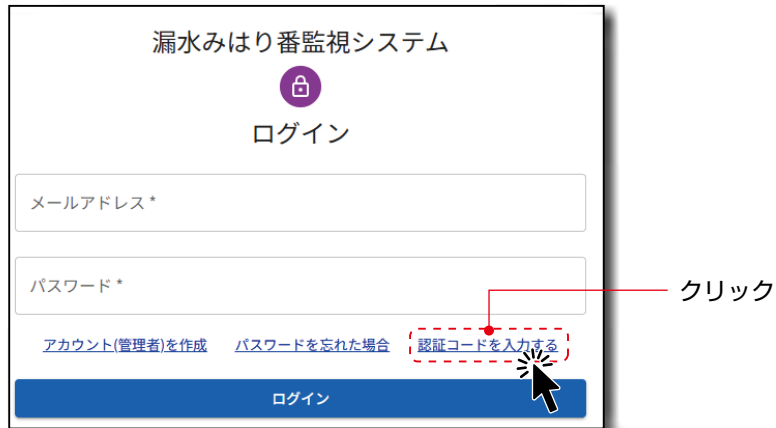 漏水みはり番監視システム
ログイン
メールアドレス *
パスワード *
クリック
アカウント(管理者)を作成 パスワードを忘れた場合 認証コードを入力する
ログイン